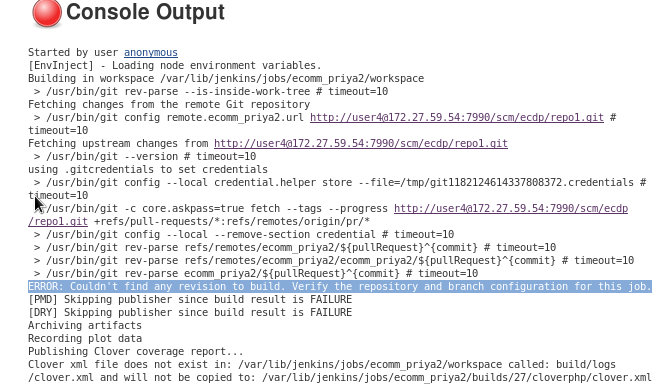 Console Output
Started by user anonymous
[EnvInject] - Loading node environment variables.
Building in workspace /var/lib/jenkins/jobs/ecomm_priya2/workspace
> /usr/bin/git rev-parse --is-inside-work-tree # timeout=10
Fetching changes from the remote Git repository
> /usr/bin/git config remote.ecomm_priya2.url http://user4@172.27.59.54:7990/scm/ecdp/repo1.git #
timeout=10
Fetching upstream changes from http://user4@172.27.59.54:7990/scm/ecdp/repo1.git
> /usr/bin/git --version # timeout=10
using .gitcredentials to set credentials
> /usr/bin/git config --local credential.helper store --file=/tmp/git1182124614337808372.credentials #
timeout=10
/usr/bin/git -c core.askpass=true fetch --tags --progress http://user4@172.27.59.54:7990/scm/ecdp
/repo1.git +refs/pull-requests/*:refs/remotes/origin/pr/*
> /usr/bin/git config --local --remove-section credential # timeout=10
> /usr/bin/git rev-parse refs/remotes/ecomm_priya2/${pullRequest}^{commit} # timeout=10
> /usr/bin/git rev-parse refs/remotes/ecomm_priya2/ecomm_priya2/${pullRequest}^{commit} # timeout=10
> /usr/bin/git rev-parse ecomm_priya2/${pullRequest}^{commit} # timeout=10
ERROR: Couldn't find any revision to build. Verify the repository and branch configuration for this job.
[PMD] Skipping publisher since build result is FAILURE
[DRY] Skipping publisher since build result is FAILURE
Archiving artifacts
Recording plot data
Publishing Clover coverage report...
Clover xml file does not exist in: /var/lib/jenkins/jobs/ecomm_priya2/workspace called: build/logs
/clover.xml and will not be copied to: /var/lib/jenkins/jobs/ecomm_priya2/builds/27/cloverphp/clover.xml